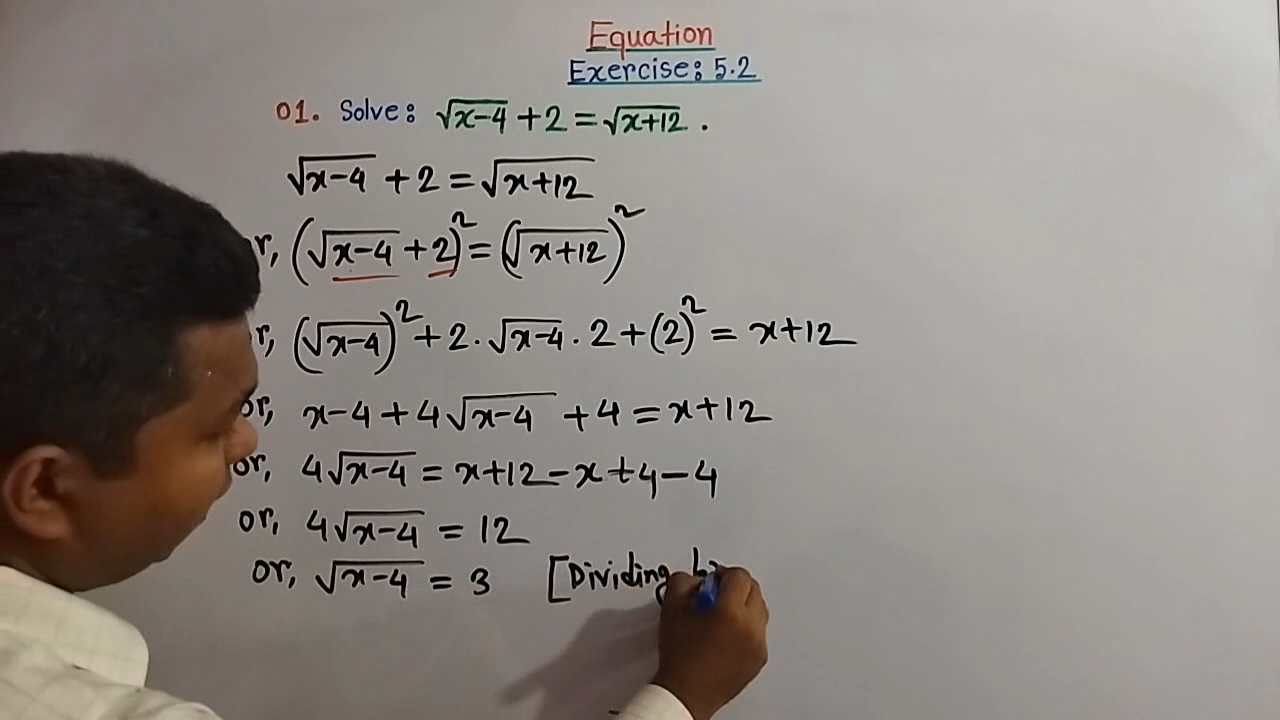 Equation
Exercise: 5.2
01. Solve: √(x-4) + 2 = √(x+12) .
√(x-4) + 2 = √(x+12)
r, (√(x-4) + 2)² = (√(x+12))²
r, (√(x-4))² + 2 · √(x-4) · 2 + (2)² = x+12
or, x-4 + 4√(x-4) + 4 = x+12
or, 4√(x-4) = x+12-x+4-4
or, 4√(x-4) = 12
or, √(x-4) = 3 [Dividing